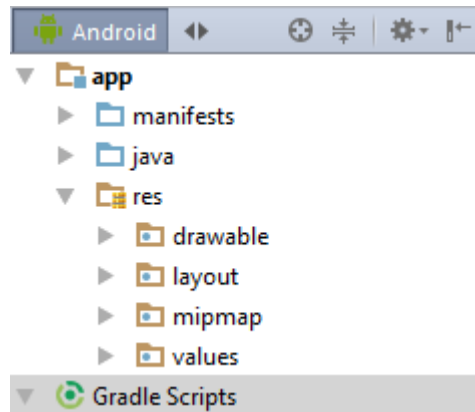 Android
app
manifests
java
res
drawable
layout
mipmap
values
Gradle Scripts